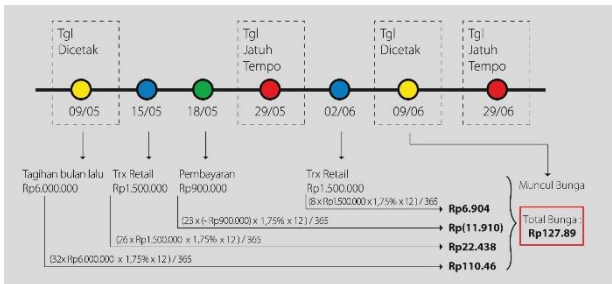 Tgl
Dicetak
Tgl
Jatuh
Tempo
Tgl
Dicetak
Tgl
Jatuh
Tempo
09/05
15/05
18/05
29/05
02/06
09/06
29/06
Tagihan bulan lalu
Rp6.000.000
Trx Retail
Rp1.500.000
Pembayaran
Rp900.000
Trx Retail
Rp1.500.000
Muncul Bunga
(8 x Rp1.500.000 x 1,75% x 12 ) / 365
Rp6.904
(23 x (- Rp900.000) x 1,75% x 12 ) / 365
Rp(11.910)
(26 x Rp1.500.000 x 1,75% x 12 ) / 365
Rp22.438
(32x Rp6.000.000 x 1,75% x 12 ) / 365
Rp110.46
Total Bunga :
Rp127.89